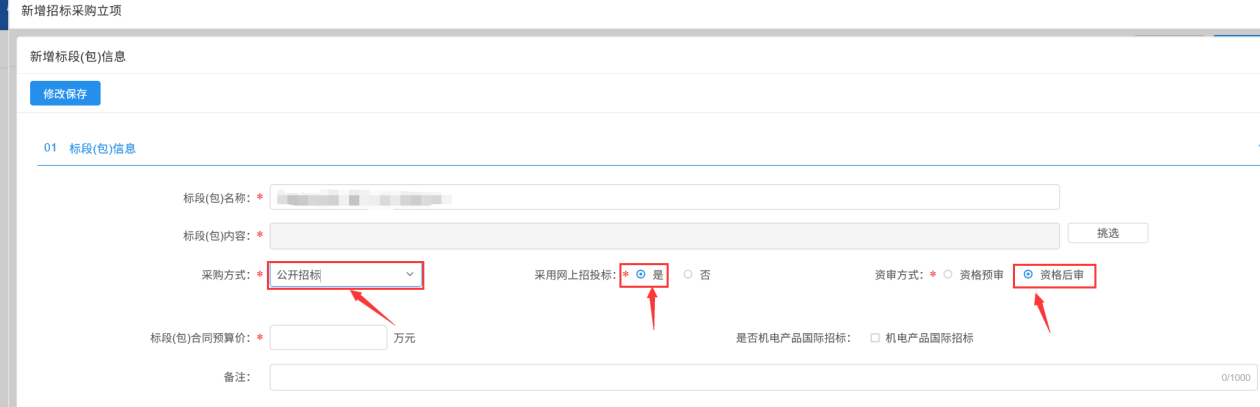 新增招标采购立项
新增标段(包)信息
修改保存
01 标段(包)信息
标段(包)名称: *
标段(包)内容: * 挑选
采购方式: * 公开招标 采用网上招投标: * 是 否 资审方式: * 资格预审 资格后审
标段(包)合同预算价: * 万元 是否机电产品国际招标: 机电产品国际招标
备注: 0/1000